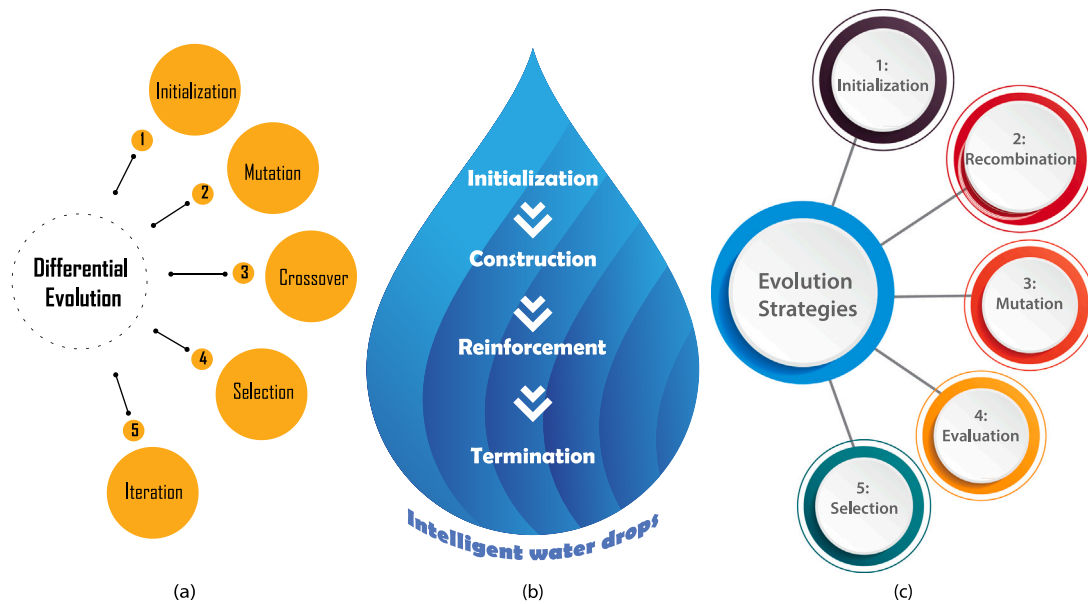 Differential
Evolution
1
Initialization
2
Mutation
3
Crossover
4
Selection
5
Iteration
(a)
Initialization
Construction
Reinforcement
Termination
Intelligent water drops
(b)
Evolution
Strategies
1:
Initialization
2:
Recombination
3:
Mutation
4:
Evaluation
5:
Selection
(c)